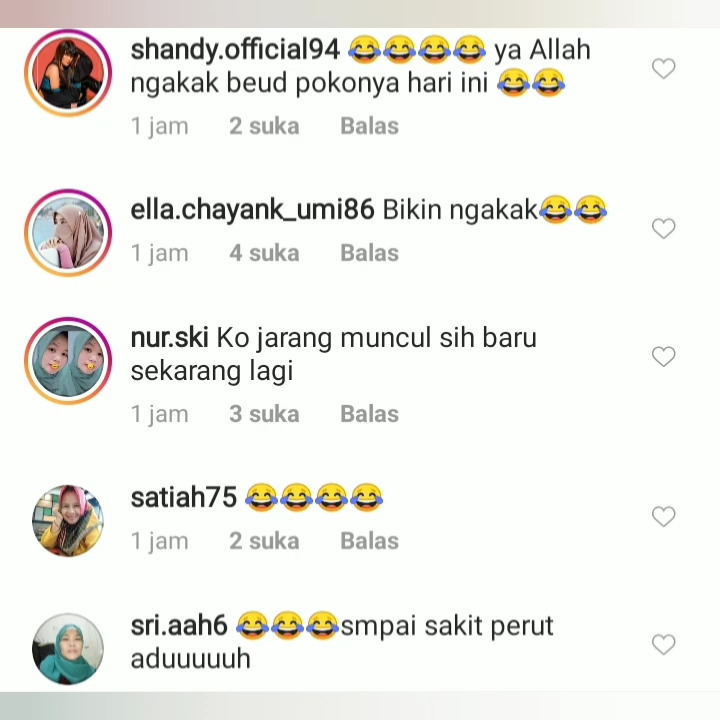 shandy.official94 😂😂😂😂 ya Allah
ngakak beud pokonya hari ini 😂😂
1 jam 2 suka Balas
ella.chayank_umi86 Bikin ngakak😂😂
1 jam 4 suka Balas
nur.ski Ko jarang muncul sih baru
sekarang lagi
1 jam 3 suka Balas
satiah75 😂😂😂😂
1 jam 2 suka Balas
sri.aah6 😂😂😂smpai sakit perut
aduuuuuh